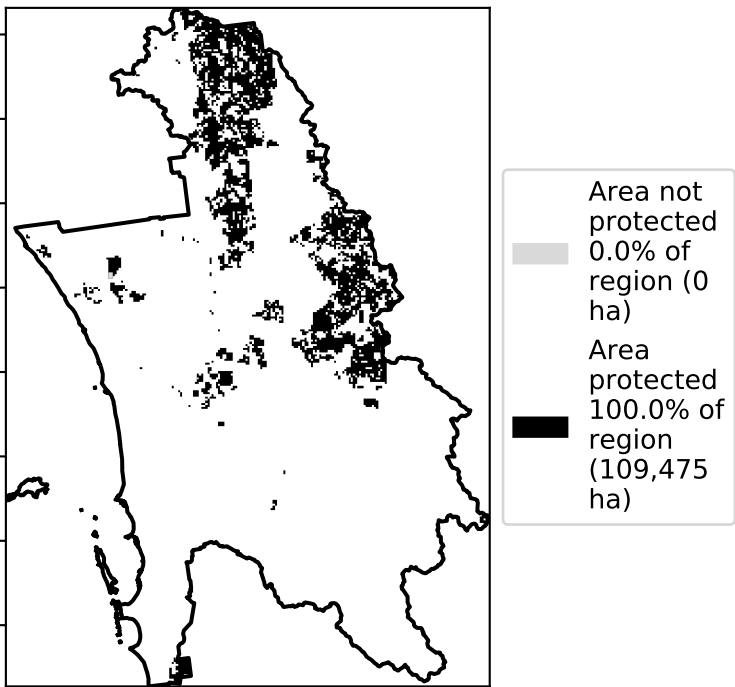 Area not
protected
0.0% of
region (0
ha)
Area
protected
100.0% of
region
(109,475
ha)